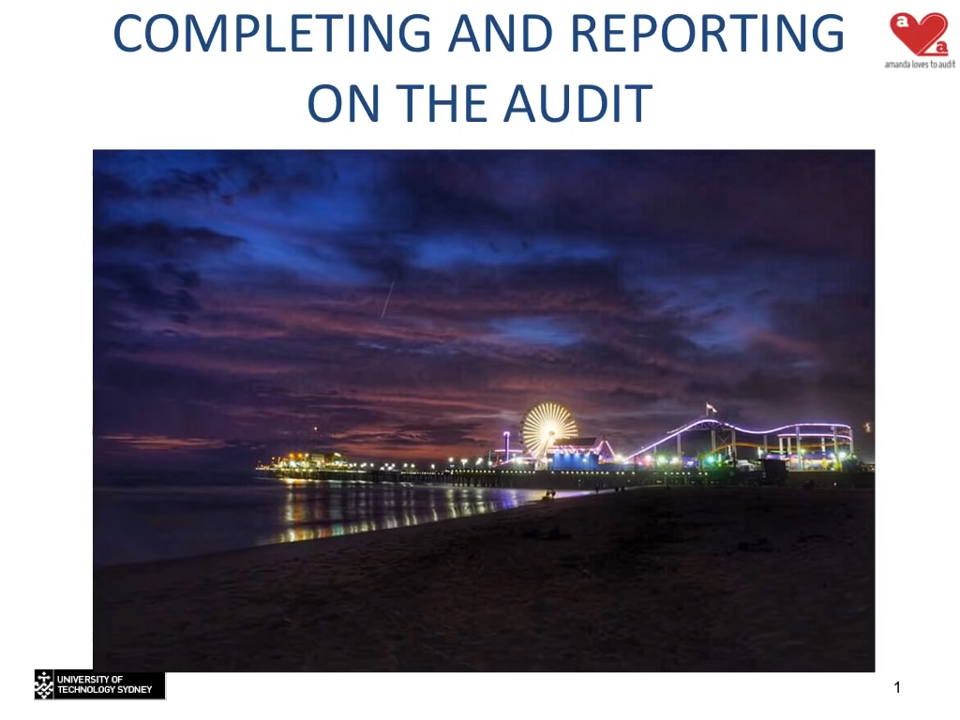 COMPLETING AND REPORTING
ON THE AUDIT
a
a
amanda loves to audit
UNIVERSITY OF
TECHNOLOGY SYDNEY
1